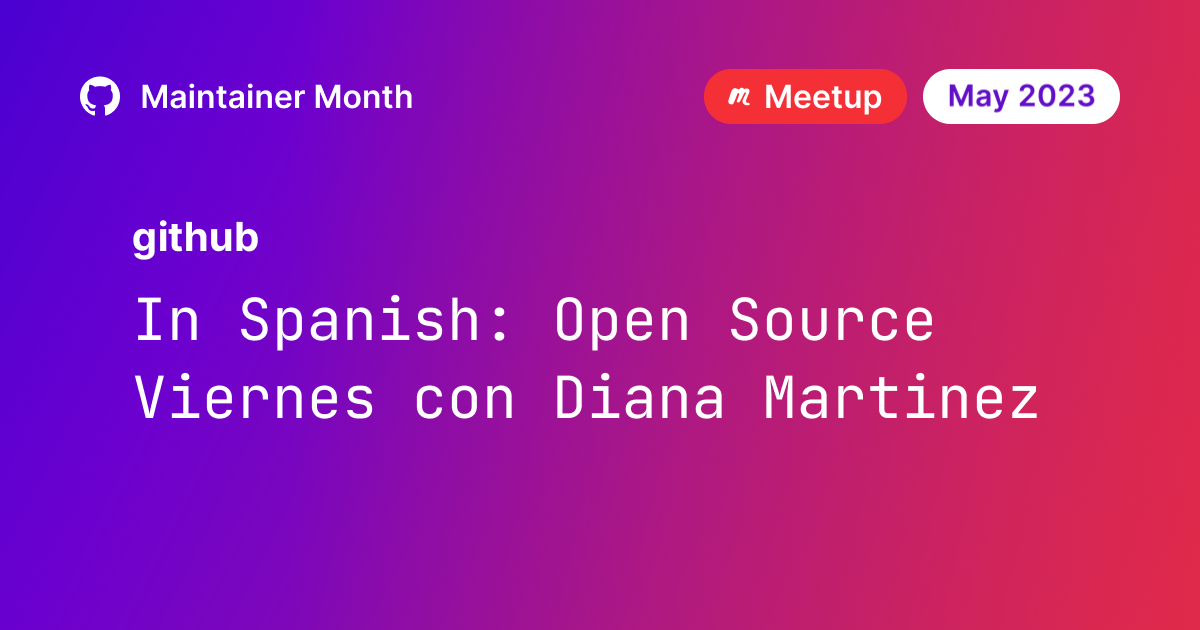 Maintainer Month
Meetup
May 2023
github
In Spanish: Open Source
Viernes con Diana Martinez